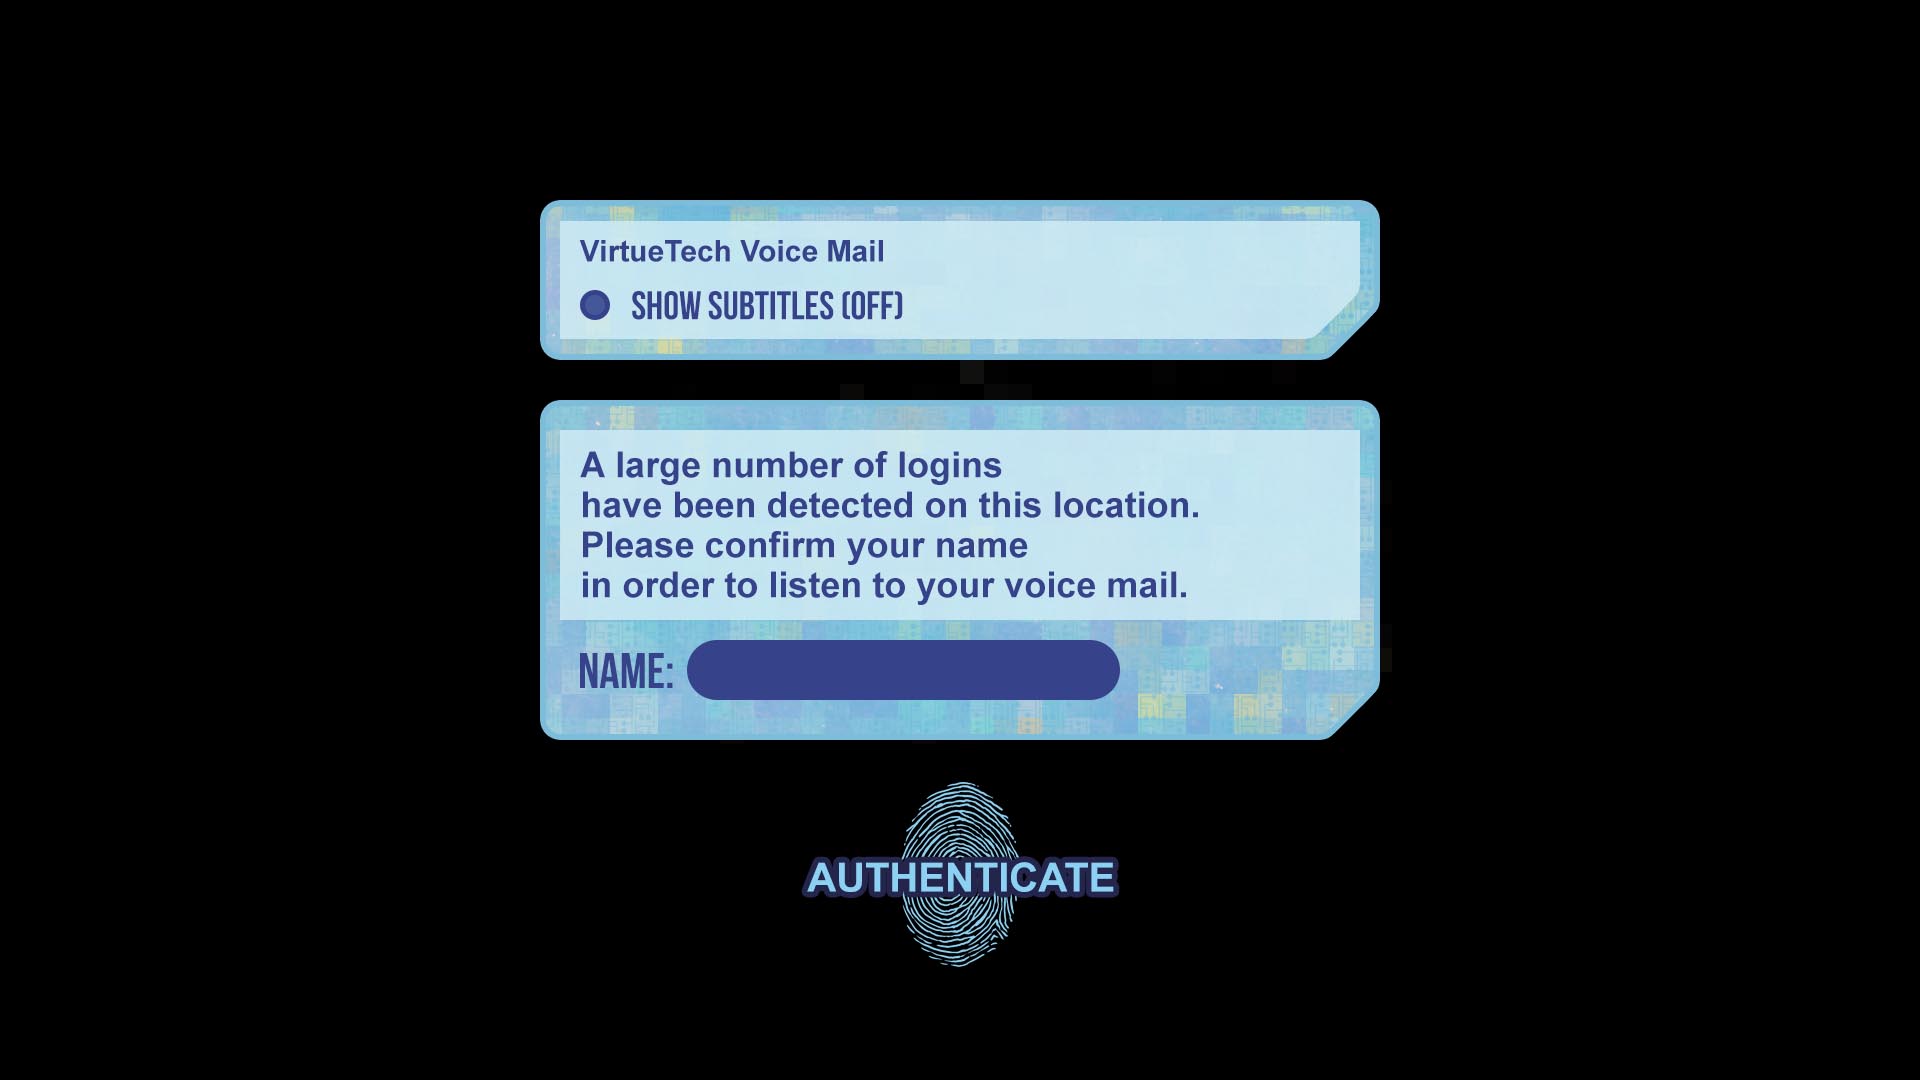 VirtueTech Voice Mail
SHOW SUBTITLES (OFF)
A large number of logins
have been detected on this location.
Please confirm your name
in order to listen to your voice mail.
NAME:
AUTHENTICATE